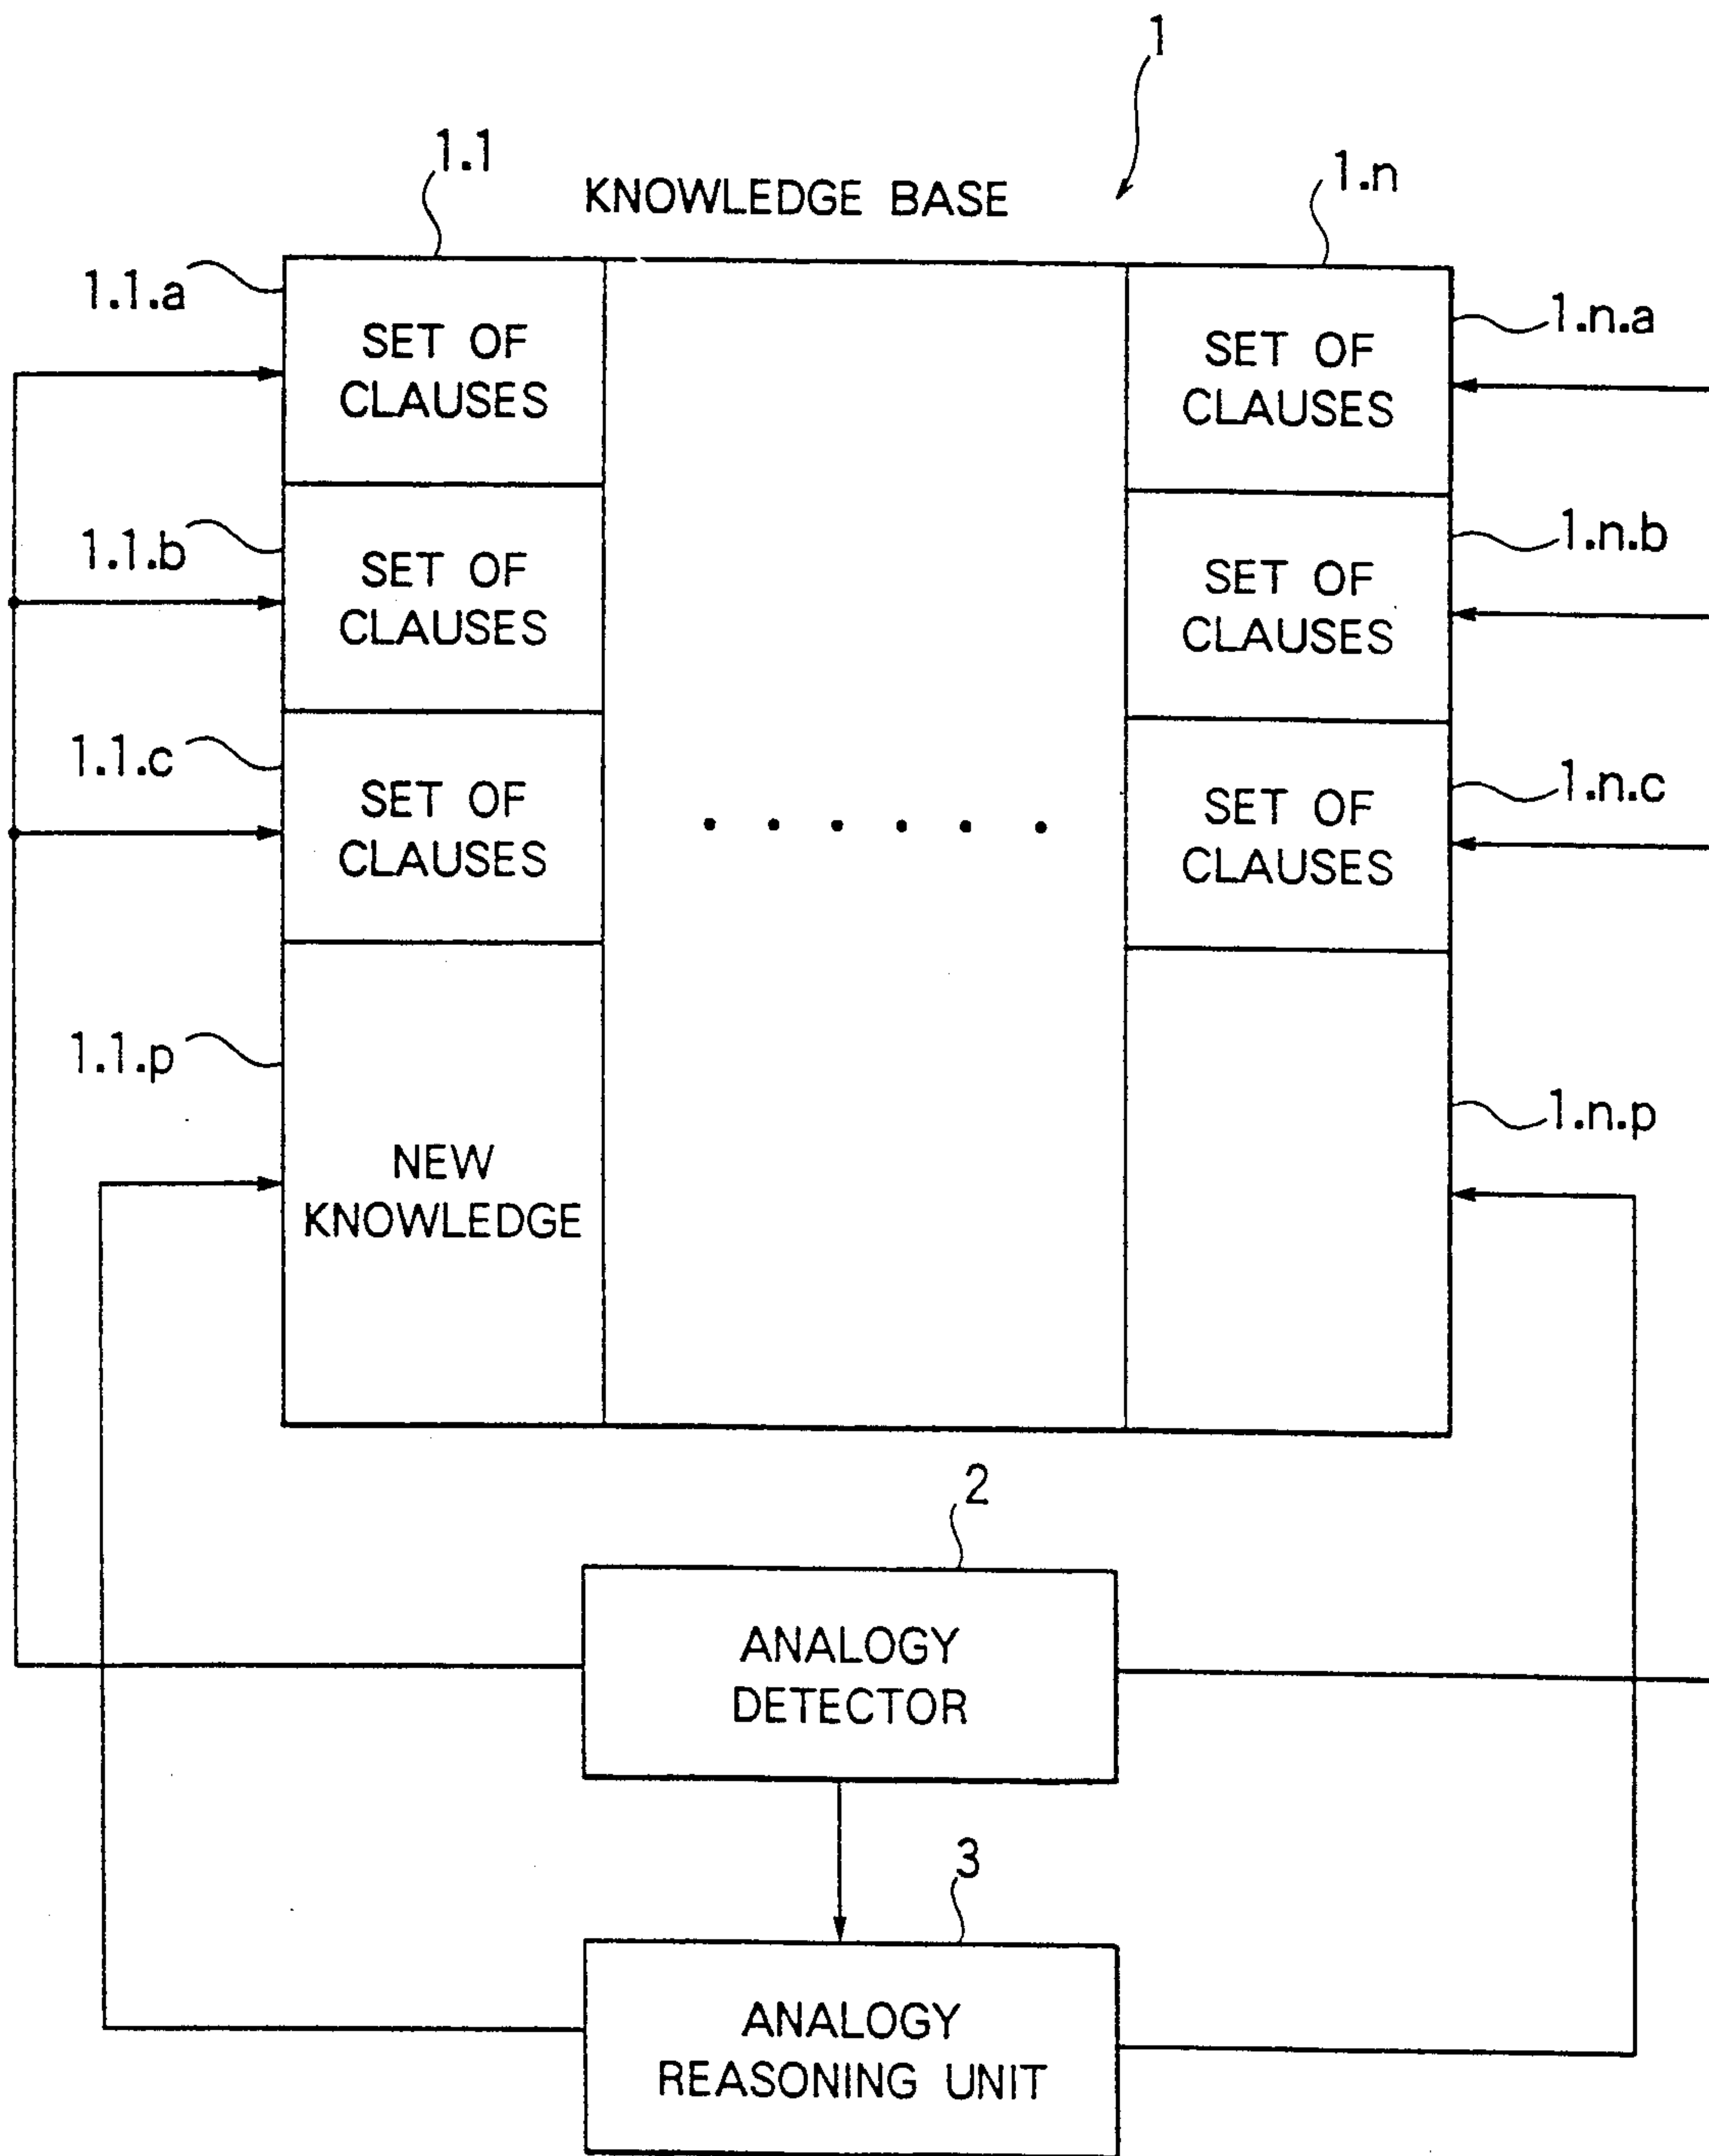 1
1.1
KNOWLEDGE BASE
1.n
1.1.a
SET OF
CLAUSES
SET OF
CLAUSES
1.n.a
1.1.b
SET OF
CLAUSES
SET OF
CLAUSES
1.n.b
1.1.c
SET OF
CLAUSES
SET OF
CLAUSES
1.n.c
1.1.p
1.n.p
NEW
KNOWLEDGE
2
ANALOGY
DETECTOR
3
ANALOGY
REASONING UNIT